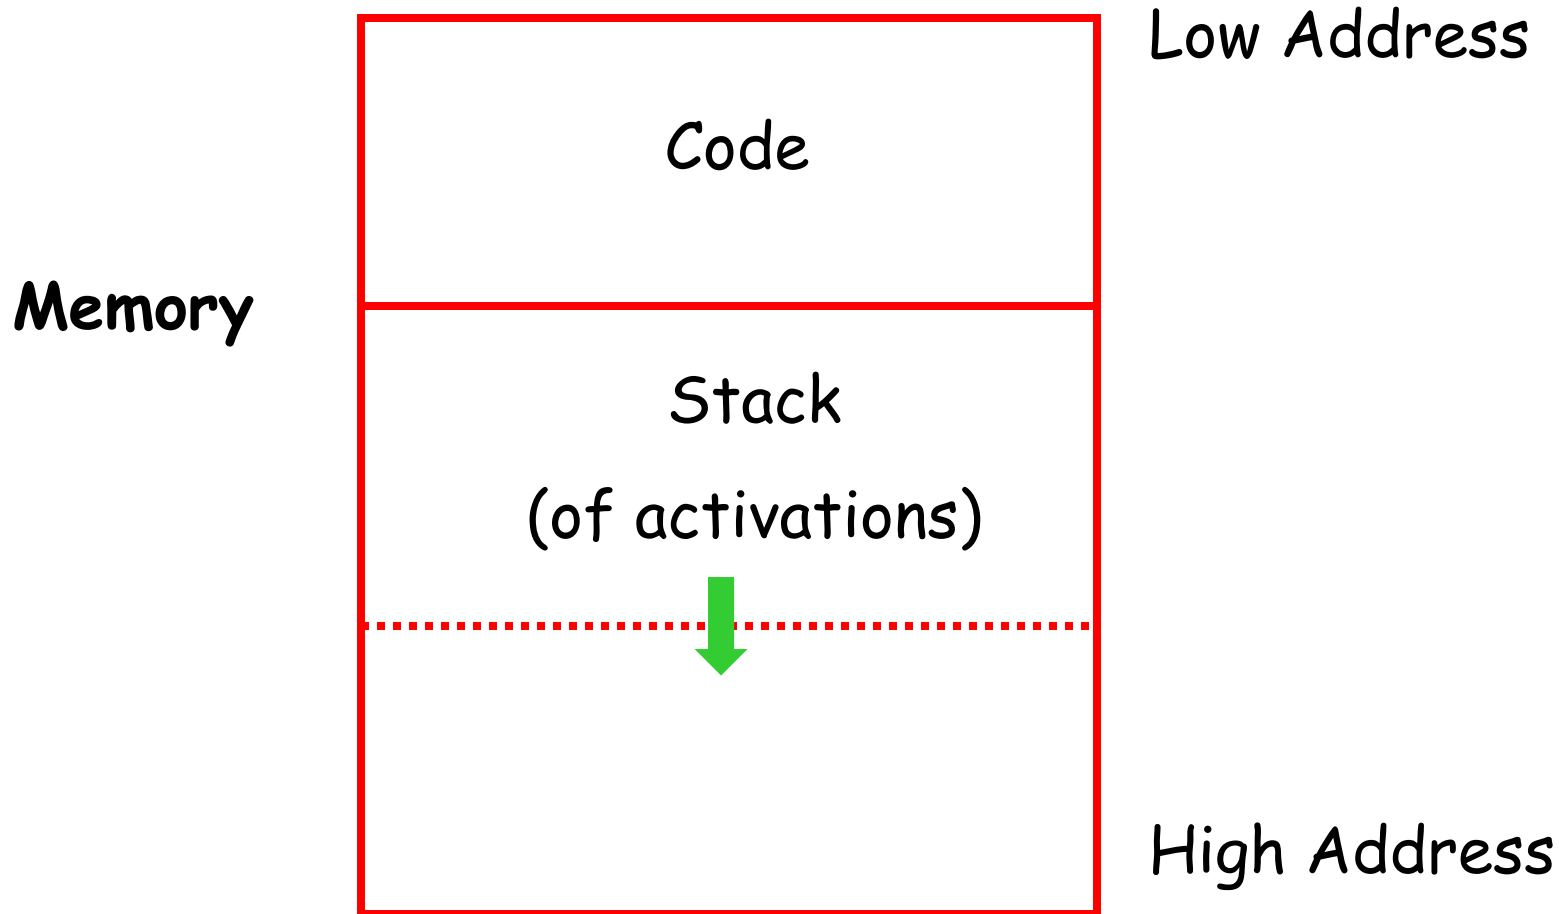 Low Address
Code
Memory
Stack
(of activations)
High Address